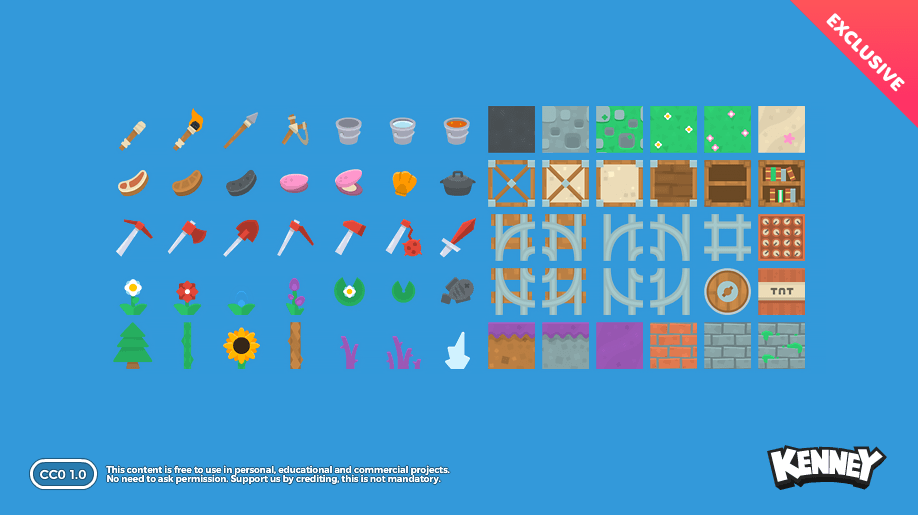 EXCLUSIVE
TNT
CC0 1.0
This content is free to use in personal, educational and commercial projects.
No need to ask permission. Support us by crediting, this is not mandatory.
KENNEY